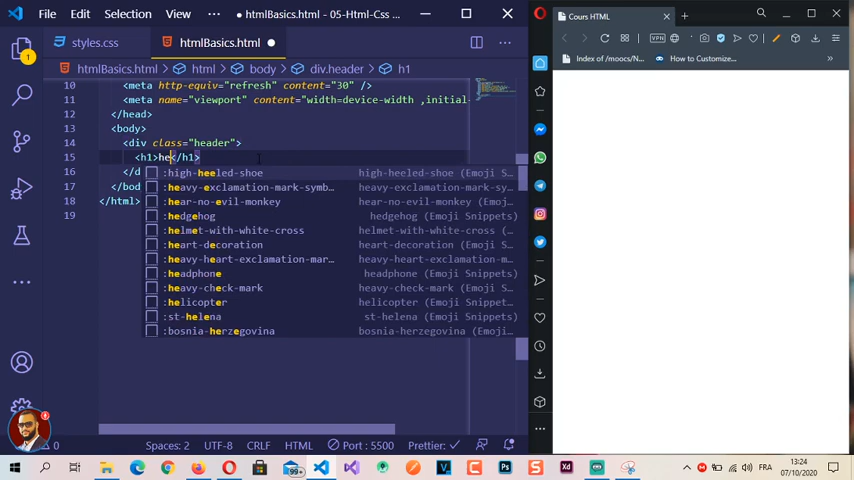 File Edit Selection View ··· ● htmlBasics.html - 05-Html-Css ...
styles.css htmlBasics.html ●
htmlBasics.html > html > body > div.header > h1
10 <meta http-equiv="refresh" content="30" />
11 <meta name="viewport" content="width=device-width ,initial-
12 </head>
13 <body>
14 <div class="header">
15 <h1>he</h1>
16 </d
17 </bod
18 </html>
19
:high-heeled-shoe high-heeled-shoe (Emoji S…
:heavy-exclamation-mark-symb… heavy-exclamation-mark…
:hear-no-evil-monkey hear-no-evil-monkey (Emoj…
:hedgehog hedgehog (Emoji Snippets)
:helmet-with-white-cross helmet-with-white-cross…
:heart-decoration heart-decoration (Emoji S…
:heavy-heart-exclamation-mar… heavy-heart-exclamation…
:headphone headphone (Emoji Snippets)
:heavy-check-mark heavy-check-mark (Emoji S…
:helicopter helicopter (Emoji Snippets…
:st-helena st-helena (Emoji Snippets)
:bosnia-herzegovina bosnia-herzegovina (Emoji…
1
0 Spaces: 2 UTF-8 CRLF HTML Port : 5500 Prettier: ✓
Cours HTML
VPN
Index of /moocs/Ne... How to Customize...
99+
FRA
13:24
07/10/2020